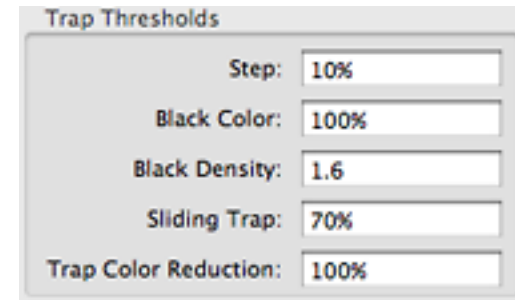 Trap Thresholds
Step: 10%
Black Color: 100%
Black Density: 1.6
Sliding Trap: 70%
Trap Color Reduction: 100%